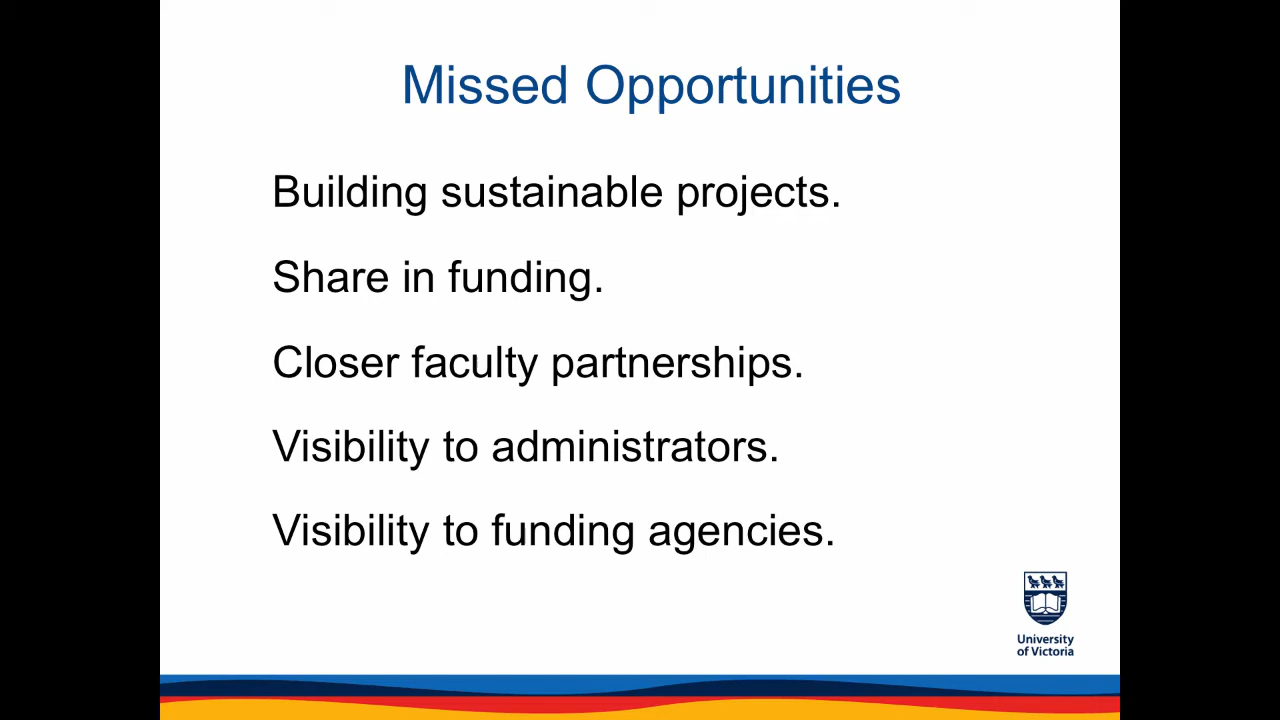 Missed Opportunities
Building sustainable projects.
Share in funding.
Closer faculty partnerships.
Visibility to administrators.
Visibility to funding agencies.
University
of Victoria